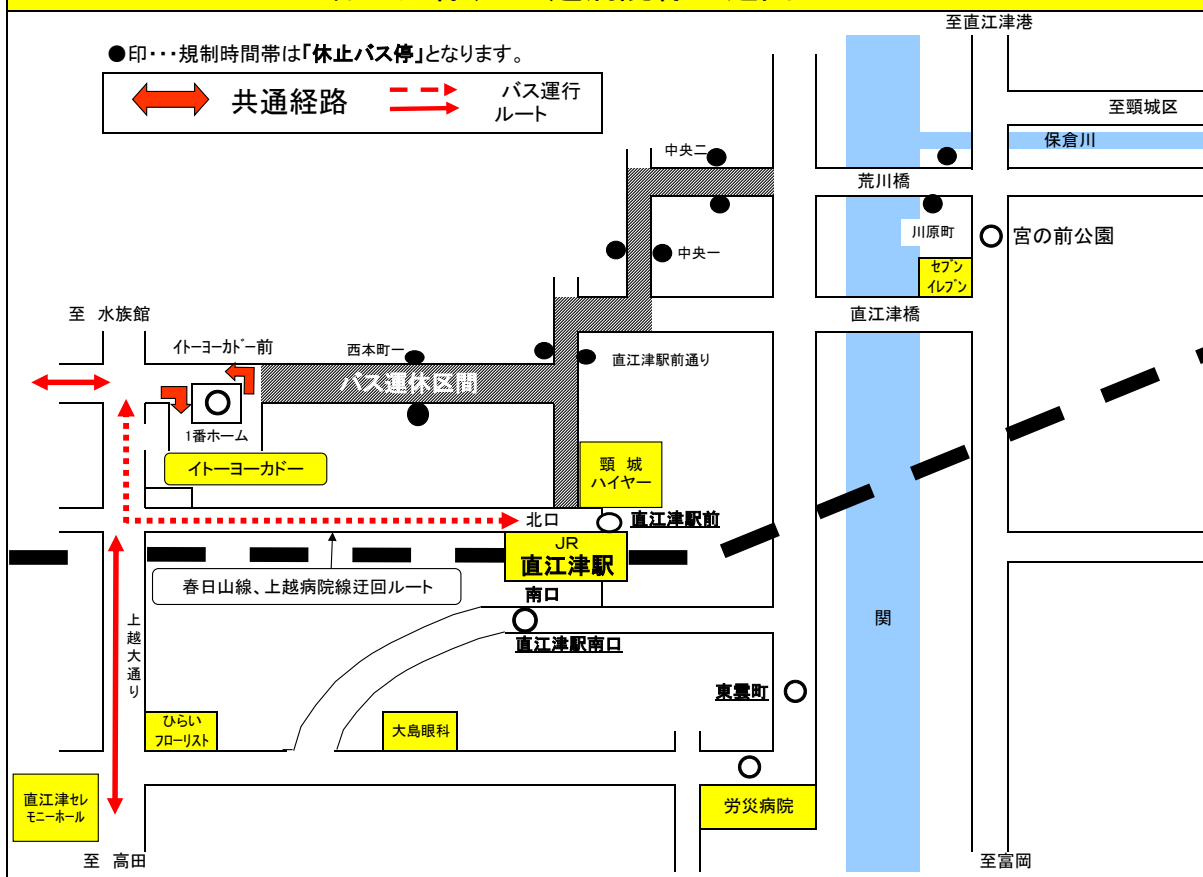 至直江津港
●印・・・規制時間帯は「休止バス停」となります。
共通経路
バス運行
ルート
至頸城区
保倉川
中央二
荒川橋
川原町
宮の前公園
中央一
セブン
イレブン
至 水族館
直江津橋
イトーヨーカドー前
西本町一
直江津駅前通り
バス運休区間
1番ホーム
イトーヨーカドー
頸 城
ハイヤー
北口
直江津駅前
JR
直江津駅
春日山線、上越病院線迂回ルート
南口
関
上越大通り
直江津駅南口
東雲町
ひらい
フローリスト
大島眼科
直江津セレ
モニーホール
労災病院
至 高田
至富岡